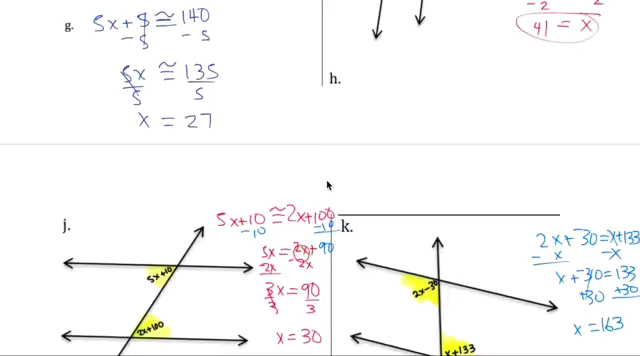 g. 5x + 5 ≅ 140
- 5 - 5
5x ≅ 135
5 5
x = 27
- 2 2
41 = x
h.
j. 5x+10 ≅ 2x+100
-10 -10
5x = 2x + 90
-2x -2x
3x = 90
3 3
x = 30
5x+10
2x+100
k. 2x + -30 = x+133
- x -x
x + -30 = 133
+30 +30
x = 163
2x-30
x+133